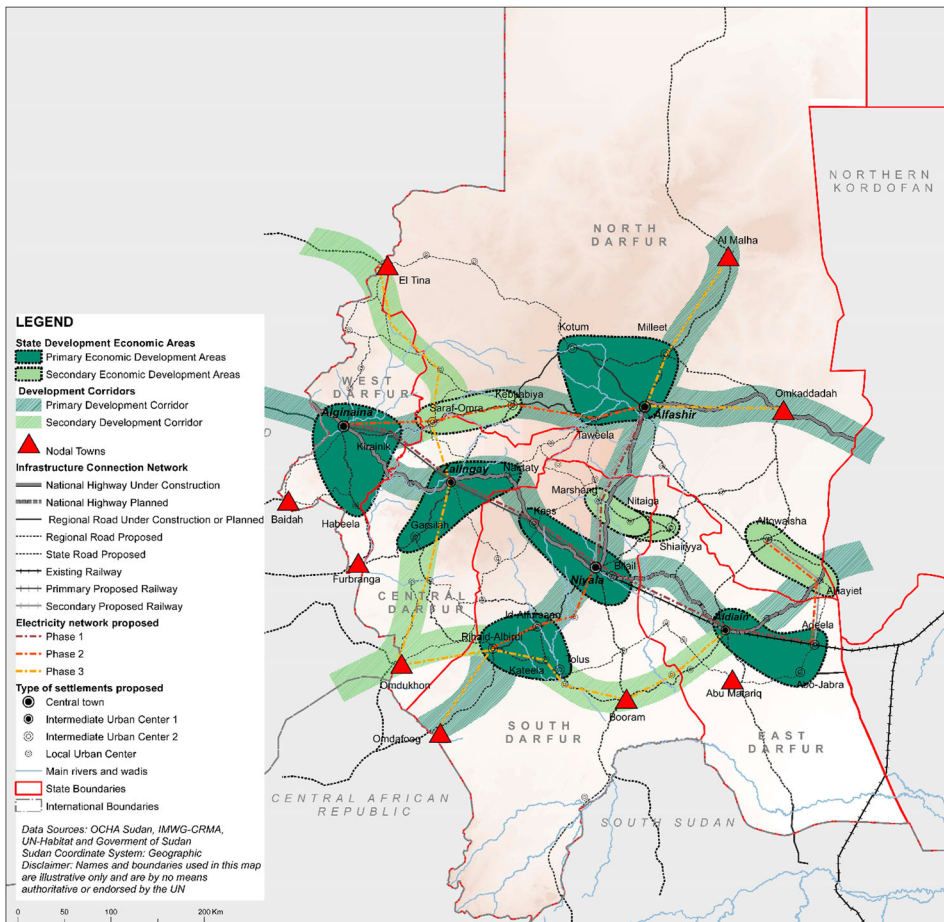 NORTHERN
KORDOFAN
NORTH
DARFUR
Al Malha
El Tina
Kotum
Milleet
WEST
DARFUR
Kebkabiya
Omkaddadah
Saraf-Omra
Alginaina
Alfashir
Taweela
Kirainik
Zalingay
Nartaty
Marshang
Nitaiga
Baidah
Habeela
Kass
Altowaisha
Garsilah
Shiairyya
Furbranga
Niyala
Blail
Alfayiet
CENTRAL
DARFUR
Id-Alfursang
Aldiain
Adeela
Rihaid-Albirdi
Kateela
Tolus
Omdukhon
Abu Matariq
Abo-Jabra
Booram
Omdafoog
SOUTH
DARFUR
EAST
DARFUR
CENTRAL AFRICAN
REPUBLIC
SOUTH SUDAN
LEGEND
State Development Economic Areas
Primary Economic Development Areas
Secondary Economic Development Areas
Development Corridors
Primary Development Corridor
Secondary Development Corridor
Nodal Towns
Infrastructure Connection Network
National Highway Under Construction
National Highway Planned
Regional Road Under Construction or Planned
Regional Road Proposed
State Road Proposed
Existing Railway
Primmary Proposed Railway
Secondary Proposed Railway
Electricity network proposed
Phase 1
Phase 2
Phase 3
Type of settlements proposed
Central town
Intermediate Urban Center 1
Intermediate Urban Center 2
Local Urban Center
Main rivers and wadis
State Boundaries
International Boundaries
Data Sources: OCHA Sudan, IMWG-CRMA,
UN-Habitat and Goverment of Sudan
Sudan Coordinate System: Geographic
Disclaimer: Names and boundaries used in this map
are illustrative only and are by no means
authoritative or endorsed by the UN
0 50 100 200 Km